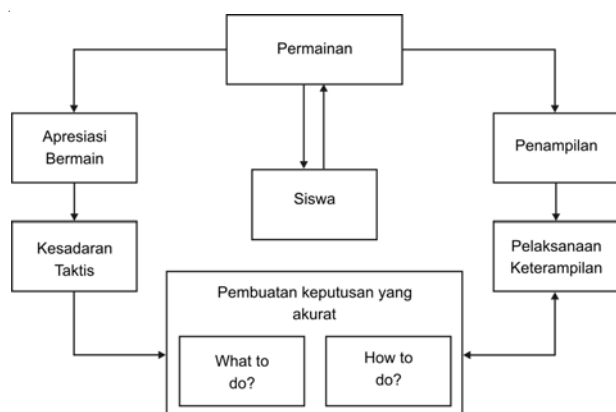 Permainan
Apresiasi
Bermain
Penampilan
Siswa
Kesadaran
Taktis
Pelaksanaan
Keterampilan
Pembuatan keputusan yang
akurat
What to
do?
How to
do?